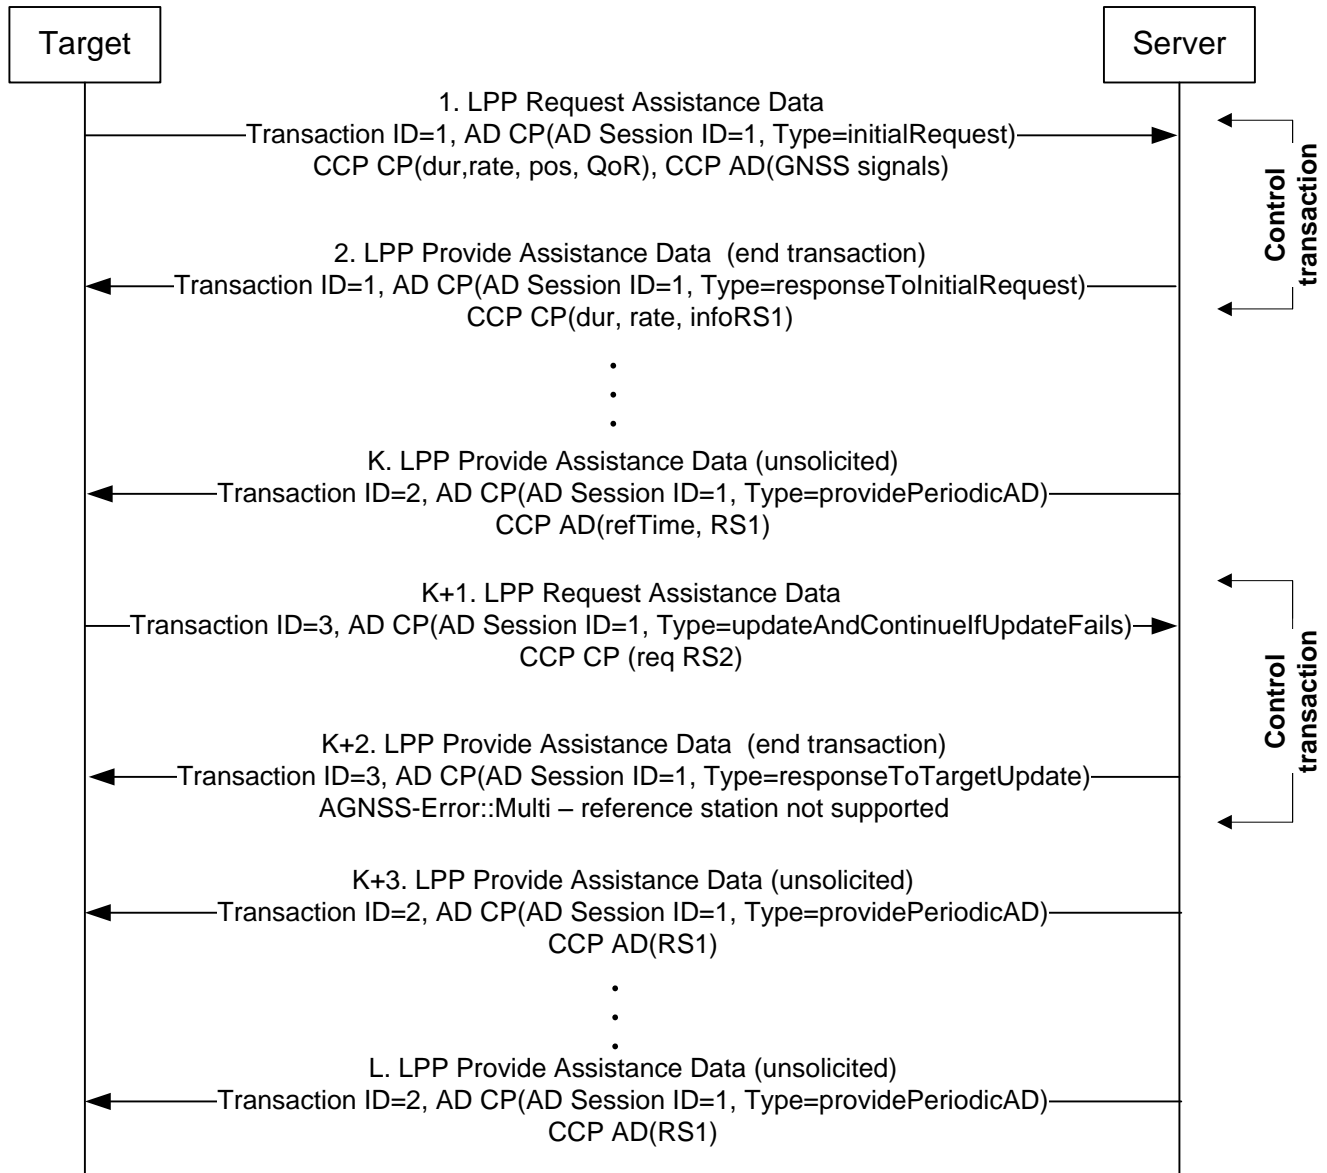 Target
Server
1. LPP Request Assistance Data
Transaction ID=1, AD CP(AD Session ID=1, Type=initialRequest)
CCP CP(dur,rate, pos, QoR), CCP AD(GNSS signals)
Control
transaction
2. LPP Provide Assistance Data  (end transaction)
Transaction ID=1, AD CP(AD Session ID=1, Type=responseToInitialRequest)
CCP CP(dur, rate, infoRS1)
K. LPP Provide Assistance Data (unsolicited)
Transaction ID=2, AD CP(AD Session ID=1, Type=providePeriodicAD)
CCP AD(refTime, RS1)
K+1. LPP Request Assistance Data
Transaction ID=3, AD CP(AD Session ID=1, Type=updateAndContinueIfUpdateFails)
CCP CP (req RS2)
Control
transaction
K+2. LPP Provide Assistance Data  (end transaction)
Transaction ID=3, AD CP(AD Session ID=1, Type=responseToTargetUpdate)
AGNSS-Error::Multi – reference station not supported
K+3. LPP Provide Assistance Data (unsolicited)
Transaction ID=2, AD CP(AD Session ID=1, Type=providePeriodicAD)
CCP AD(RS1)
L. LPP Provide Assistance Data (unsolicited)
Transaction ID=2, AD CP(AD Session ID=1, Type=providePeriodicAD)
CCP AD(RS1)